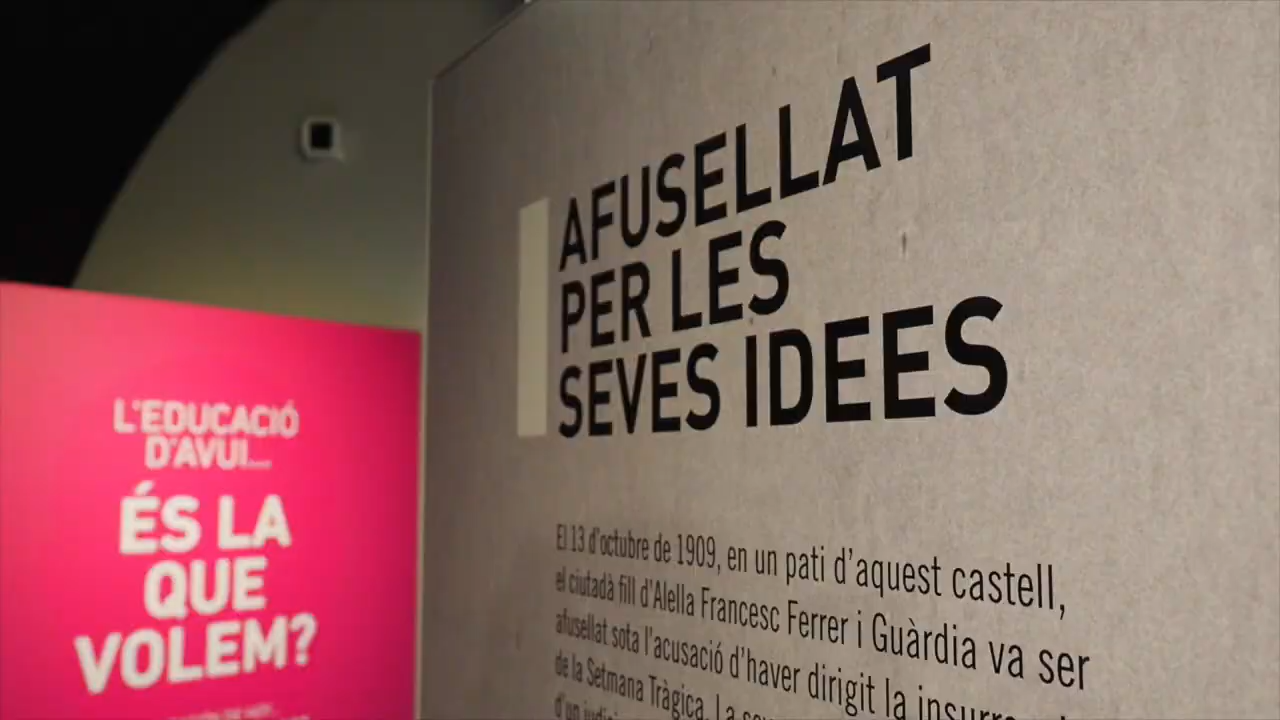 AFUSELLAT
PER LES
SEVES IDEES
El 13 d'octubre de 1909, en un pati d'aquest castell,
el ciutadà fill d'Alella Francesc Ferrer i Guàrdia va ser
afusellat sota l'acusació d'haver dirigit la
de la Setmana Tràgica. La
d'un
L'EDUCACIÓ
D'AVUI...
ÉS LA
QUE
VOLEM?